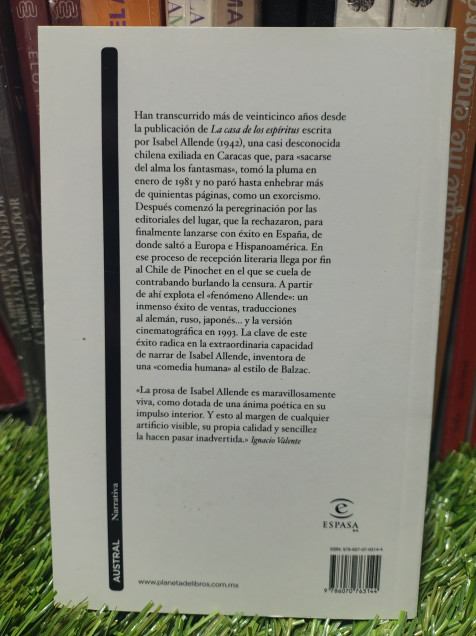 Han transcurrido más de veinticinco años desde
la publicación de La casa de los espíritus escrita
por Isabel Allende (1942), una casi desconocida
chilena exiliada en Caracas que, para «sacarse
del alma los fantasmas», tomó la pluma en
enero de 1981 y no paró hasta enhebrar más
de quinientas páginas, como un exorcismo.
Después comenzó la peregrinación por las
editoriales del lugar, que la rechazaron, para
finalmente lanzarse con éxito en España, de
donde saltó a Europa e Hispanoamérica. En
ese proceso de recepción literaria llega por fin
al Chile de Pinochet en el que se cuela de
contrabando burlando la censura. A partir
de ahí explota el «fenómeno Allende»: un
inmenso éxito de ventas, traducciones
al alemán, ruso, japonés... y la versión
cinematográfica en 1993. La clave de este
éxito radica en la extraordinaria capacidad
de narrar de Isabel Allende, inventora de
una «comedia humana» al estilo de Balzac.
«La prosa de Isabel Allende es maravillosamente
viva, como dotada de una ánima poética en su
impulso interior. Y esto al margen de cualquier
artificio visible, su propia calidad y sencillez
la hacen pasar inadvertida.» Ignacio Valente
AUSTRAL Narrativa
e
ESPASA
www.planetadelibros.com.mx
9 786070 763144
me enamoré